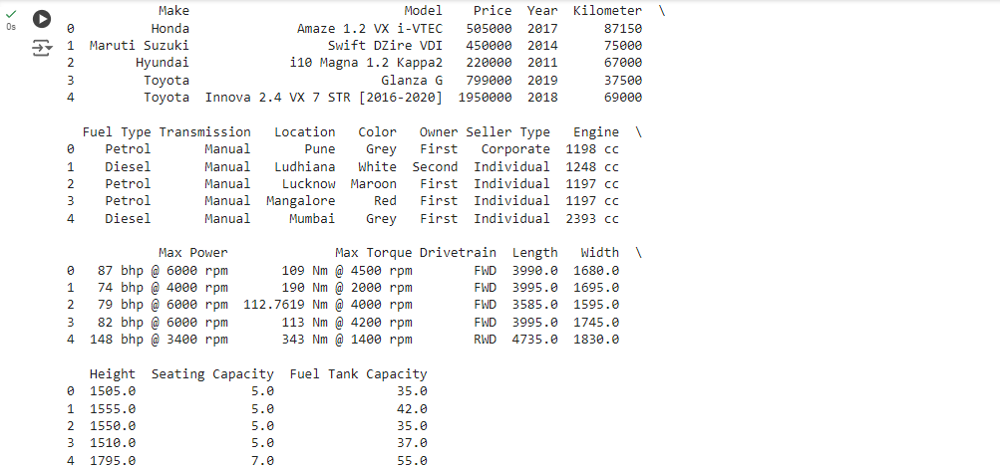 Make Model Price Year Kilometer \
0 Honda Amaze 1.2 VX i-VTEC 505000 2017 87150
1 Maruti Suzuki Swift DZire VDI 450000 2014 75000
2 Hyundai i10 Magna 1.2 Kappa2 220000 2011 67000
3 Toyota Glanza G 799000 2019 37500
4 Toyota Innova 2.4 VX 7 STR [2016-2020] 1950000 2018 69000
Fuel Type Transmission Location Color Owner Seller Type Engine \
0 Petrol Manual Pune Grey First Corporate 1198 cc
1 Diesel Manual Ludhiana White Second Individual 1248 cc
2 Petrol Manual Lucknow Maroon First Individual 1197 cc
3 Petrol Manual Mangalore Red First Individual 1197 cc
4 Diesel Manual Mumbai Grey First Individual 2393 cc
Max Power Max Torque Drivetrain Length Width \
0 87 bhp @ 6000 rpm 109 Nm @ 4500 rpm FWD 3990.0 1680.0
1 74 bhp @ 4000 rpm 190 Nm @ 2000 rpm FWD 3995.0 1695.0
2 79 bhp @ 6000 rpm 112.7619 Nm @ 4000 rpm FWD 3585.0 1595.0
3 82 bhp @ 6000 rpm 113 Nm @ 4200 rpm FWD 3995.0 1745.0
4 148 bhp @ 3400 rpm 343 Nm @ 1400 rpm RWD 4735.0 1830.0
Height Seating Capacity Fuel Tank Capacity
0 1505.0 5.0 35.0
1 1555.0 5.0 42.0
2 1550.0 5.0 35.0
3 1510.0 5.0 37.0
4 1795.0 7.0 55.0
0s